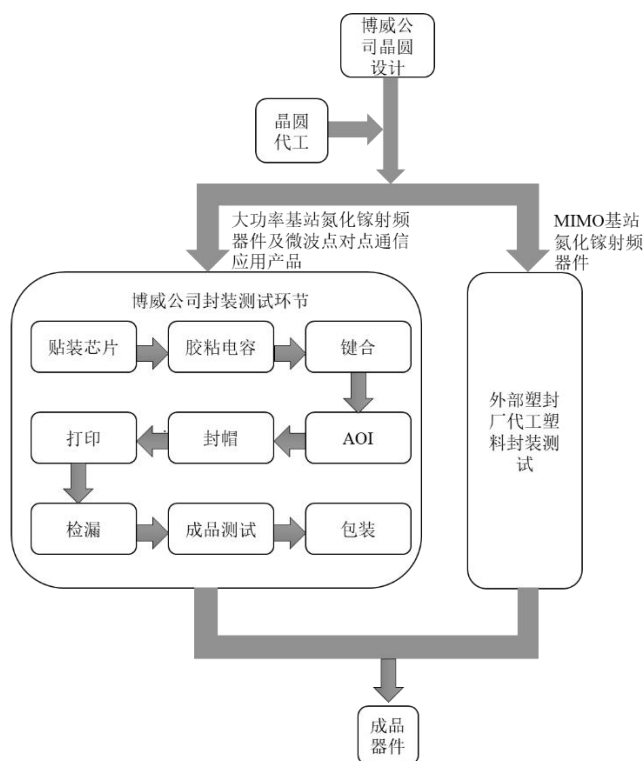 博威公
司晶圆
设计
晶圆
代工
大功率基站氮化镓射频
器件及微波点对点通信
应用产品
MIMO基站
氮化镓射频
器件
博威公司封装测试环节
贴装芯片
胶粘电容
键合
打印
封帽
AOI
检漏
成品测试
包装
外部塑封
厂代工塑
料封装测
试
成品
器件